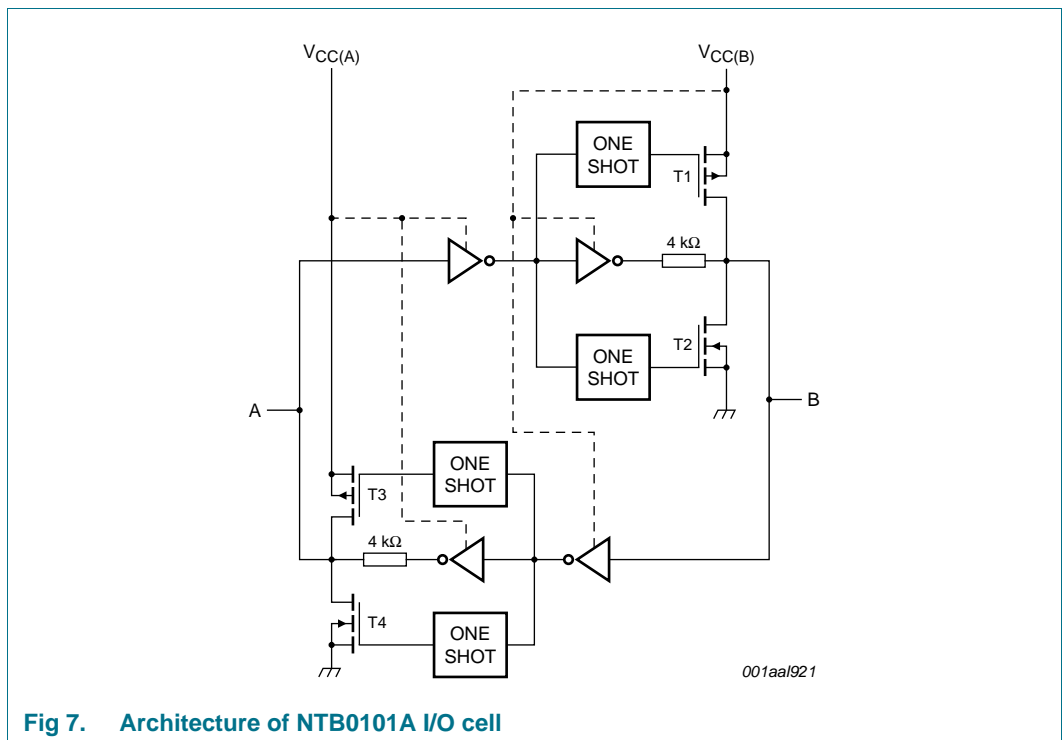 VCC(A)
VCC(B)
ONE
SHOT
T1
4 kΩ
ONE
SHOT
T2
A
B
ONE
SHOT
T3
4 kΩ
T4
ONE
SHOT
001aal921
Fig 7. Architecture of NTB0101A I/O cell